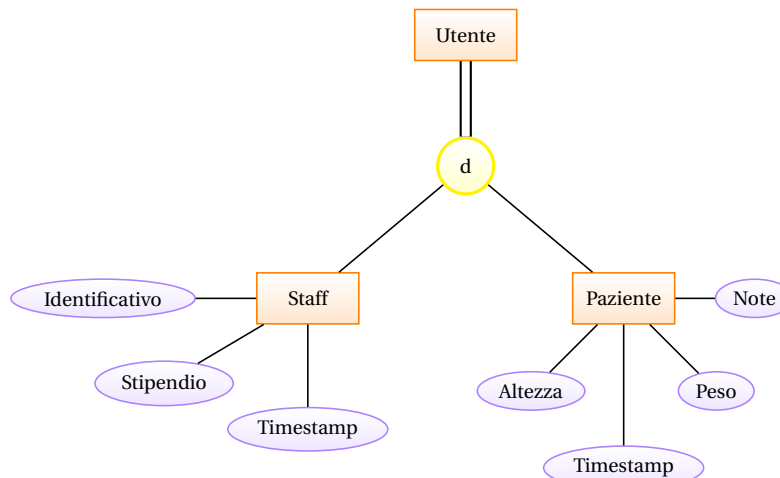 Utente
d
Identificativo
Staff
Paziente
Note
Stipendio
Altezza
Peso
Timestamp
Timestamp